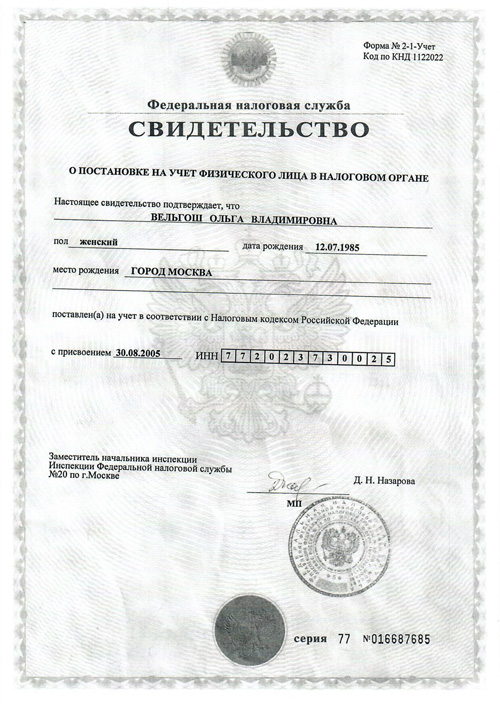 Форма № 2-1-Учет
Код по КНД 1122022
Федеральная налоговая служба
СВИДЕТЕЛЬСТВО
О ПОСТАНОВКЕ НА УЧЕТ ФИЗИЧЕСКОГО ЛИЦА В НАЛОГОВОМ ОРГАНЕ
Настоящее свидетельство подтверждает, что
ВЕЛЬГОШ ОЛЬГА ВЛАДИМИРОВНА
пол женский дата рождения 12.07.1985
место рождения ГОРОД МОСКВА
поставлен(а) на учет в соответствии с Налоговым кодексом Российской Федерации
с присвоением 30.08.2005 ИНН 772023730025
Заместитель начальника инспекции
Инспекции Федеральной налоговой службы
№20 по г.Москве
Д. Н. Назарова
МП
серия 77 №016687685